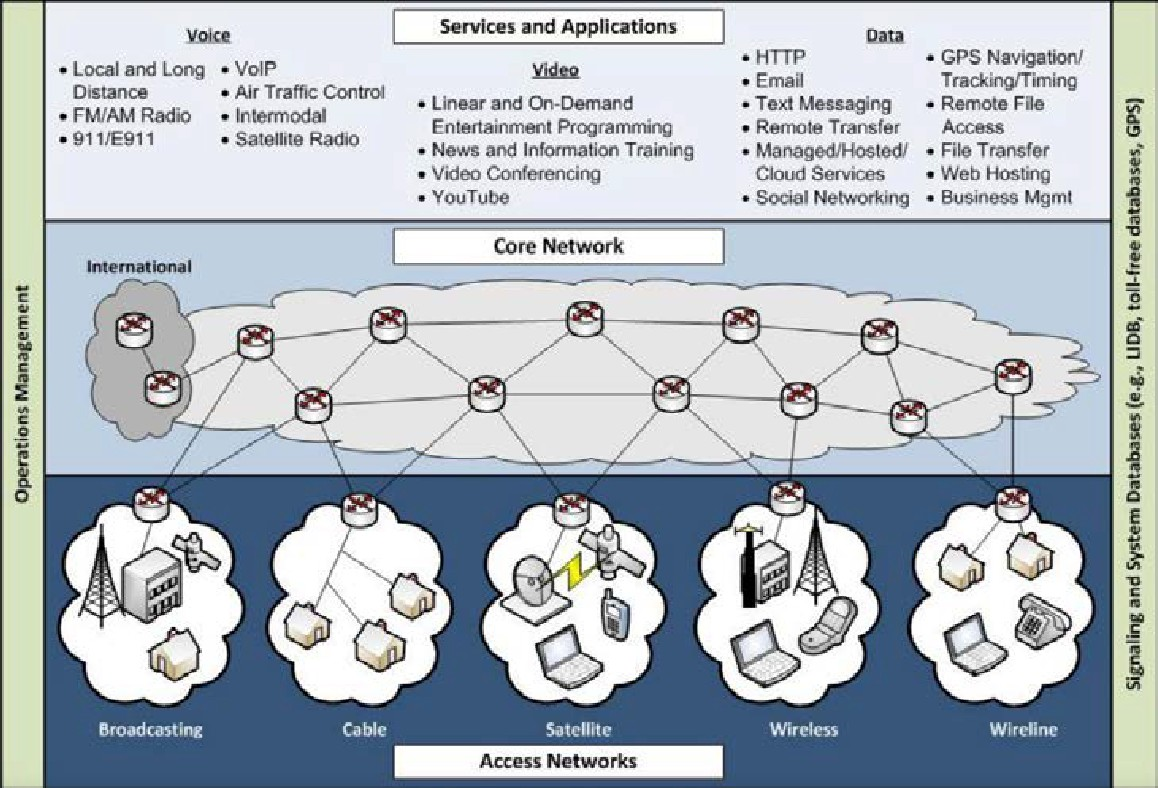 Services and Applications
Voice
• Local and Long
Distance
• FM/AM Radio
• 911/E911
• VoIP
• Air Traffic Control
• Intermodal
• Satellite Radio
Video
• Linear and On-Demand
Entertainment Programming
• News and Information Training
• Video Conferencing
• YouTube
Data
• HTTP
• Email
• Text Messaging
• Remote Transfer
• Managed/Hosted/
Cloud Services
• Social Networking
• GPS Navigation/
Tracking/Timing
• Remote File
Access
• File Transfer
• Web Hosting
• Business Mgmt
Operations Management
Signaling and System Databases (e.g., LIDB, toll-free databases, GPS)
Core Network
International
Broadcasting
Cable
Satellite
Wireless
Wireline
Access Networks